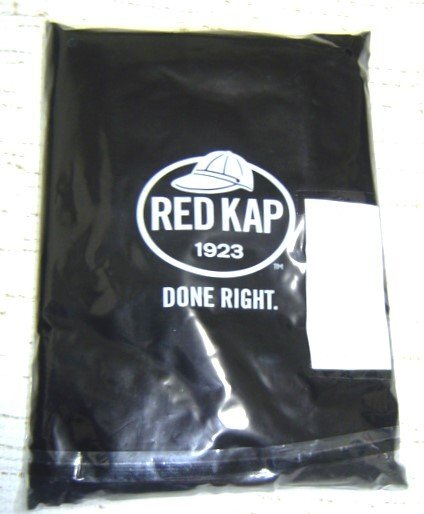 RED KAP
1923
TM
DONE RIGHT.